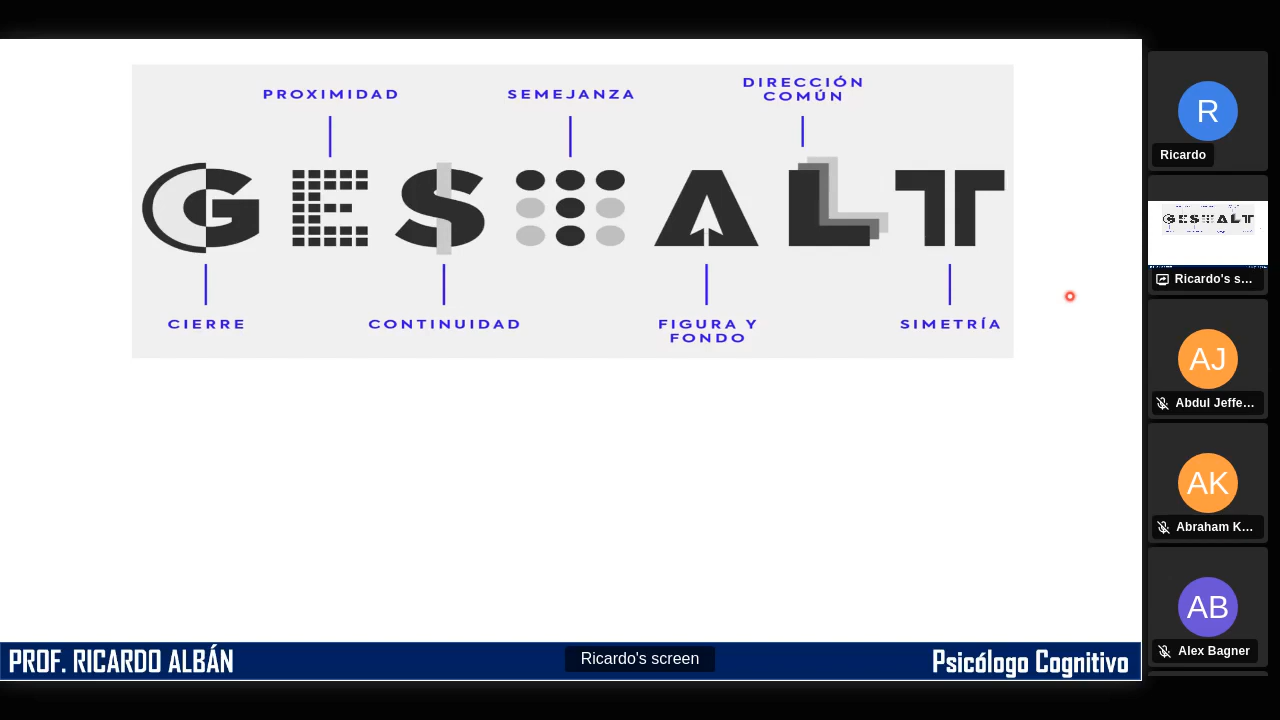 PROXIMIDAD
SEMEJANZA
DIRECCIÓN
COMÚN
GESTALT
CIERRE
CONTINUIDAD
FIGURA Y
FONDO
SIMETRÍA
PROF. RICARDO ALBÁN
Ricardo's screen
Psicólogo Cognitivo
R
Ricardo
GESTALT
Ricardo's s...
AJ
Abdul Jeffe...
AK
Abraham K...
AB
Alex Bagner